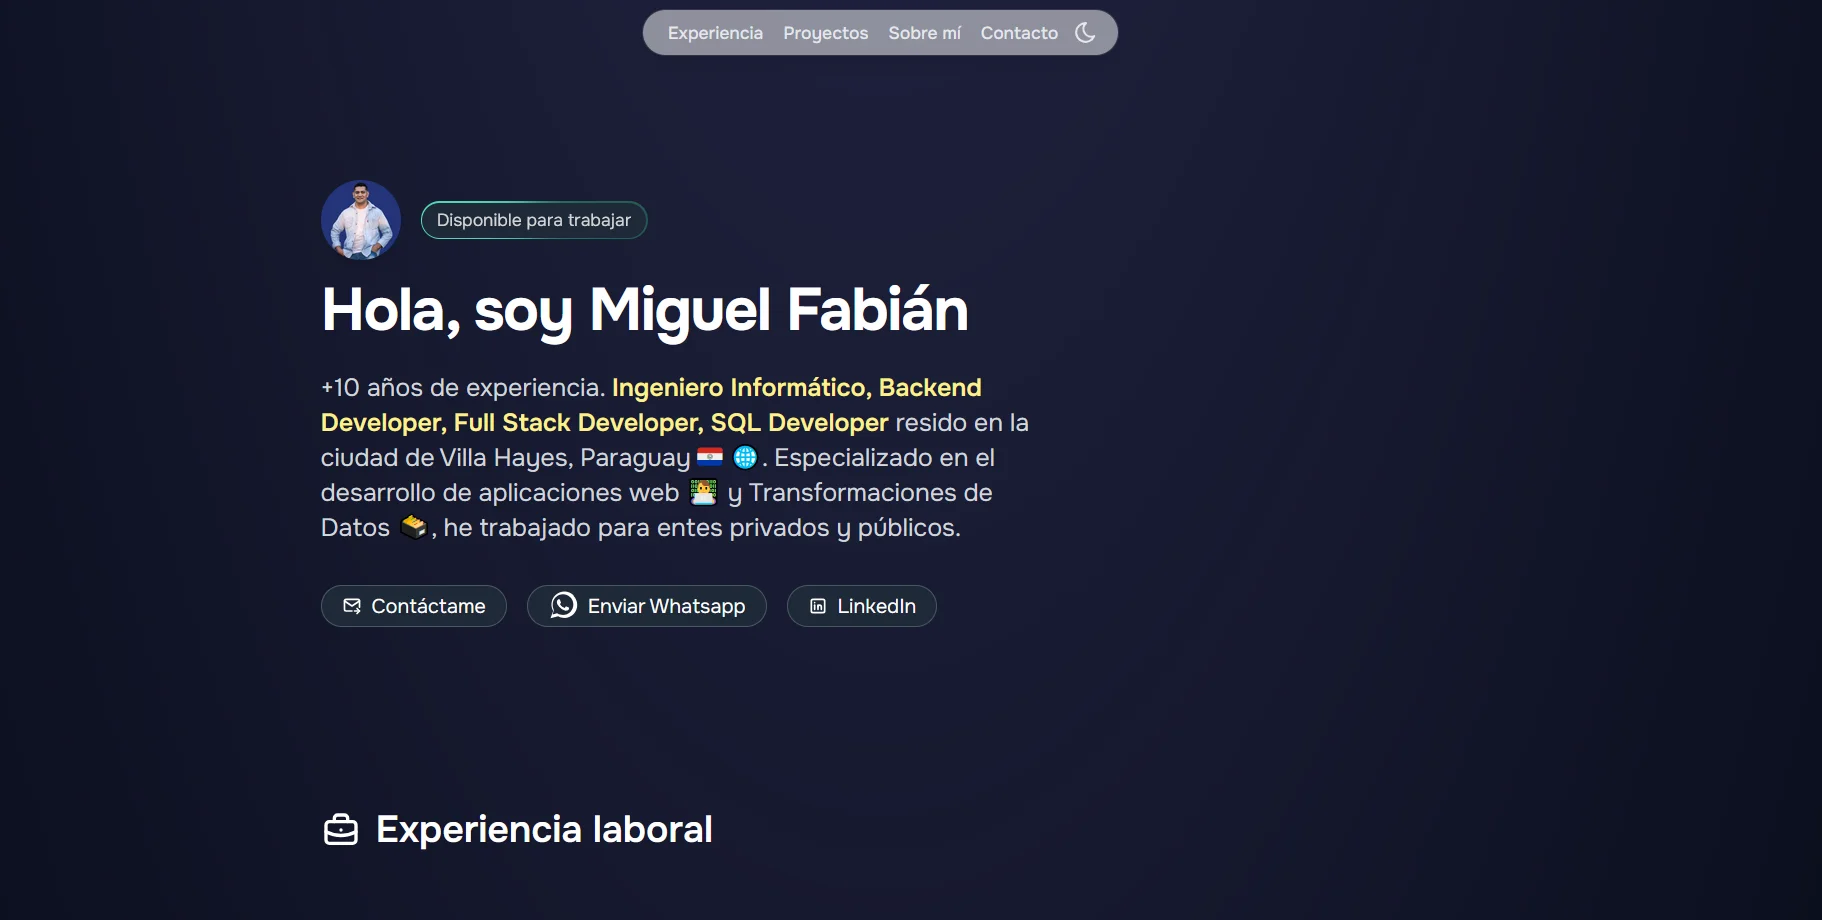 Experiencia Proyectos Sobre mí Contacto
Disponible para trabajar
Hola, soy Miguel Fabián
+10 años de experiencia. Ingeniero Informático, Backend
Developer, Full Stack Developer, SQL Developer resido en la
ciudad de Villa Hayes, Paraguay 🇵🇾 🌐. Especializado en el
desarrollo de aplicaciones web 👨‍💻 y Transformaciones de
Datos 🗃️, he trabajado para entes privados y públicos.
Contáctame Enviar Whatsapp LinkedIn
Experiencia laboral